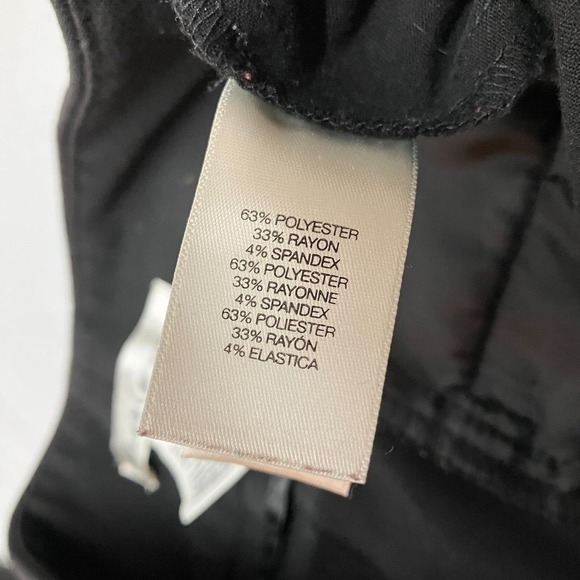 63% POLYESTER
33% RAYON
4% SPANDEX
63% POLYESTER
33% RAYONNE
4% SPANDEX
63% POLIESTER
33% RAYÓN
4% ELASTICA